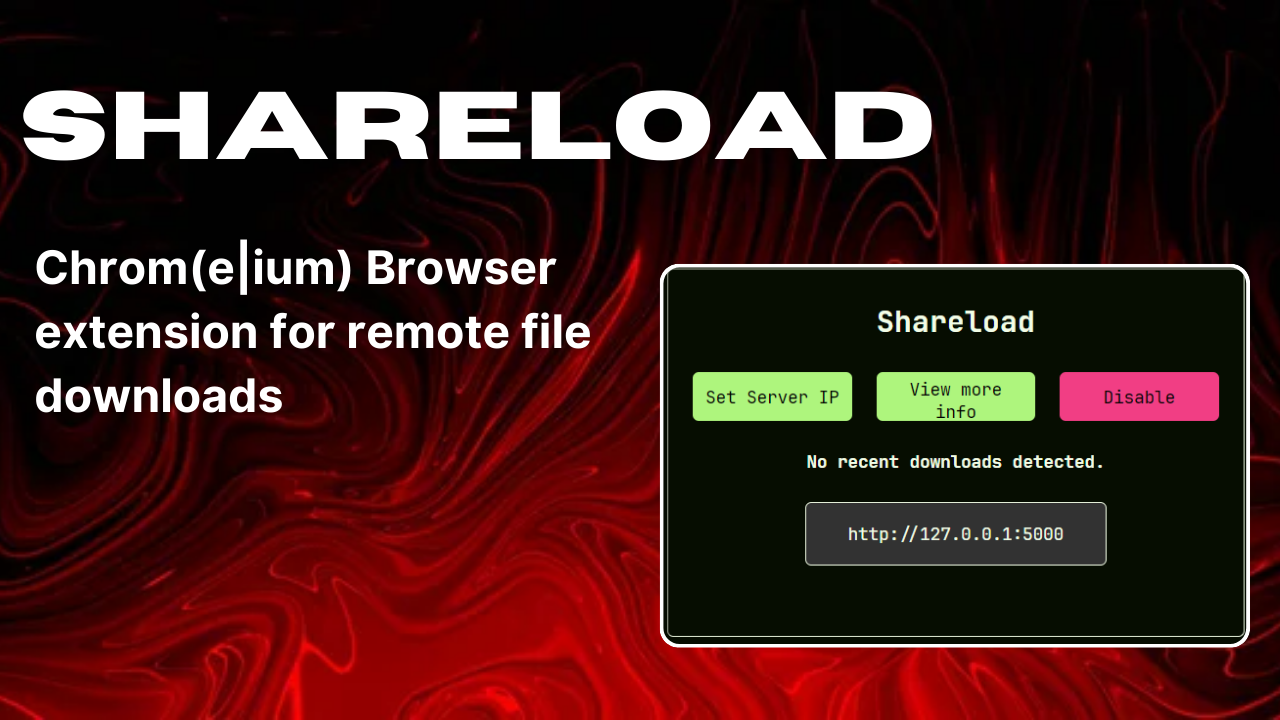 SHARELOAD
Chrom(e|ium) Browser
extension for remote file
downloads
Shareload
Set Server IP
View more
info
Disable
No recent downloads detected.
http://127.0.0.1:5000